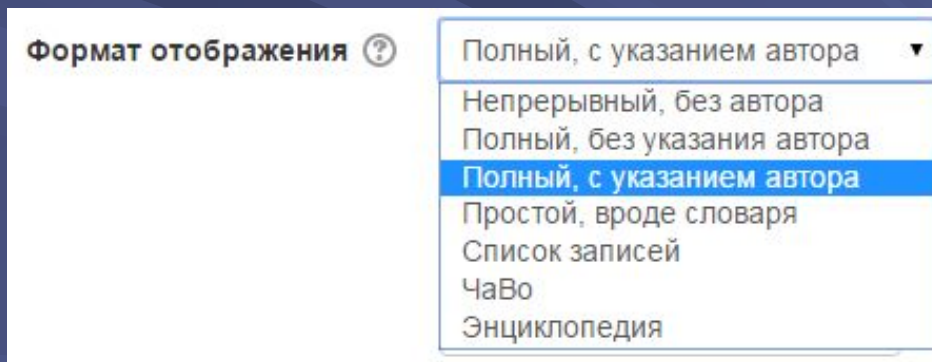 Формат отображения ? Полный, с указанием автора
Непрерывный, без автора
Полный, без указания автора
Полный, с указанием автора
Простой, вроде словаря
Список записей
ЧаВо
Энциклопедия